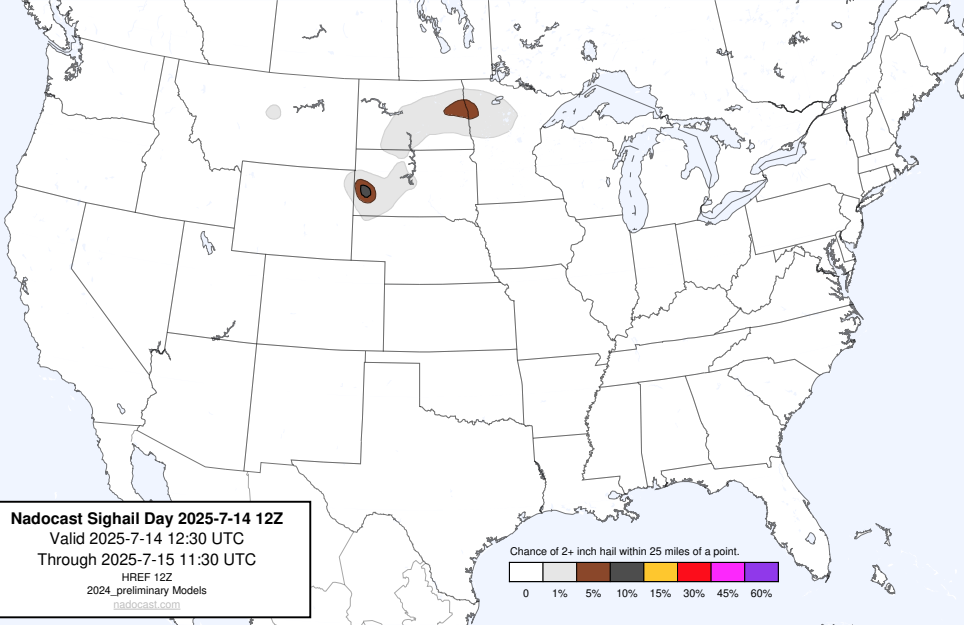 Nadocast Sighail Day 2025-7-14 12Z
Valid 2025-7-14 12:30 UTC
Through 2025-7-15 11:30 UTC
HREF 12Z
2024_preliminary Models
nadocast.com
Chance of 2+ inch hail within 25 miles of a point.
0 1% 5% 10% 15% 30% 45% 60%